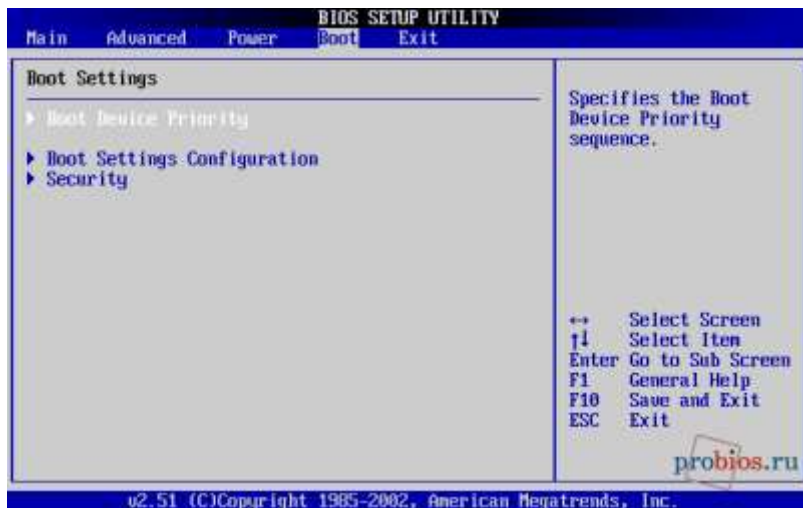 BIOS SETUP UTILITY
Main Advanced Power Boot Exit
Boot Settings
Boot Device Priority
Boot Settings Configuration
Security
Specifies the Boot
Device Priority
sequence.
↔ Select Screen
↑↓ Select Item
Enter Go to Sub Screen
F1 General Help
F10 Save and Exit
ESC Exit
probios.ru
v2.51 (C)Copyright 1985-2002, American Megatrends, Inc.